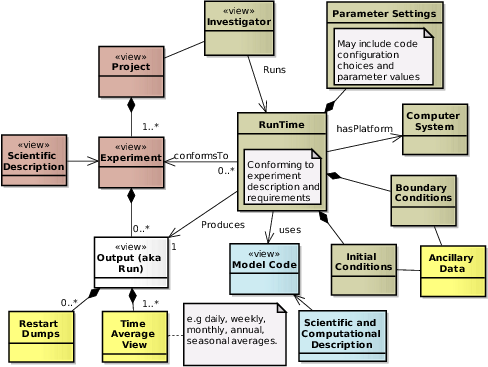 «view»
Investigator
Parameter Settings
May include code
configuration
choices and
parameter values
«view»
Project
Runs
1..*
RunTime
Conforming to
experiment
description and
requirements
hasPlatform
Computer
System
«view»
Scientific
Description
«view»
Experiment
conformsTo
0..*
Boundary
Conditions
0..*
Produces
1
uses
«view»
Output (aka
Run)
«view»
Model Code
Initial
Conditions
Ancillary
Data
0..*
1..*
Restart
Dumps
Time
Average
View
e.g daily, weekly,
monthly, annual,
seasonal averages.
Scientific and
Computational
Description